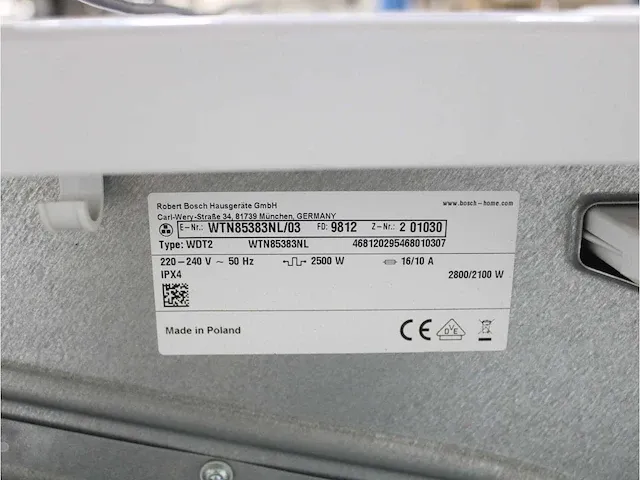 Robert Bosch Hausgeräte GmbH www.bosch-home.com
Carl-Wery-Straße 34, 81739 München, GERMANY
E-Nr.: WTN85383NL/03 FD: 9812 Z-Nr.: 2 01030
Type: WDT2 WTN85383NL 468120295468010307
220-240 V ~ 50 Hz 2500 W 16/10 A
IPX4 2800/2100 W
Made in Poland CE VDE